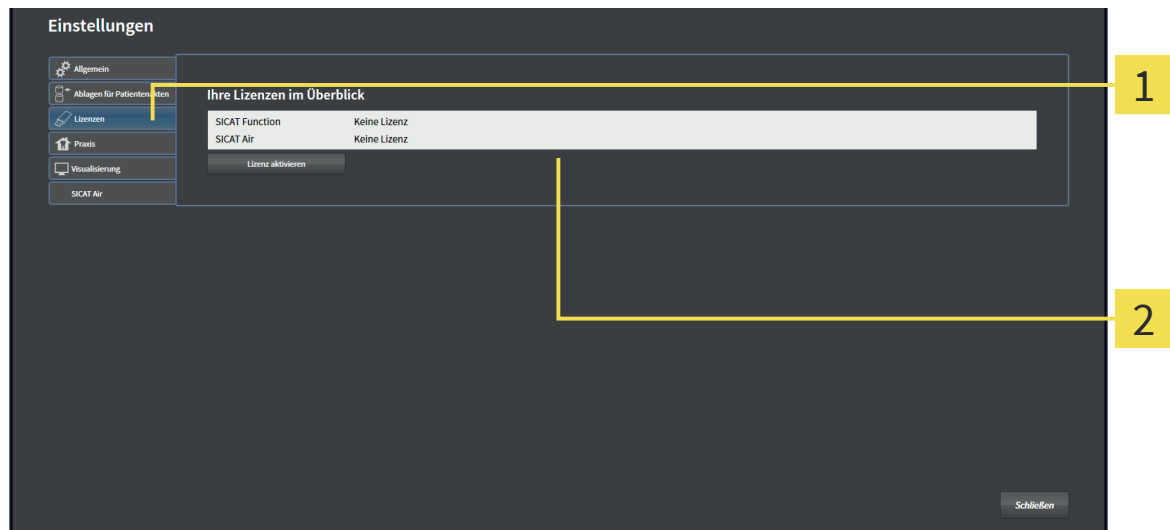 Einstellungen
Allgemein
Ablagen für Patientenakten
Lizenzen
Praxis
Visualisierung
SICAT Air
Ihre Lizenzen im Überblick
SICAT Function Keine Lizenz
SICAT Air Keine Lizenz
Lizenz aktivieren
1
2
Schließen